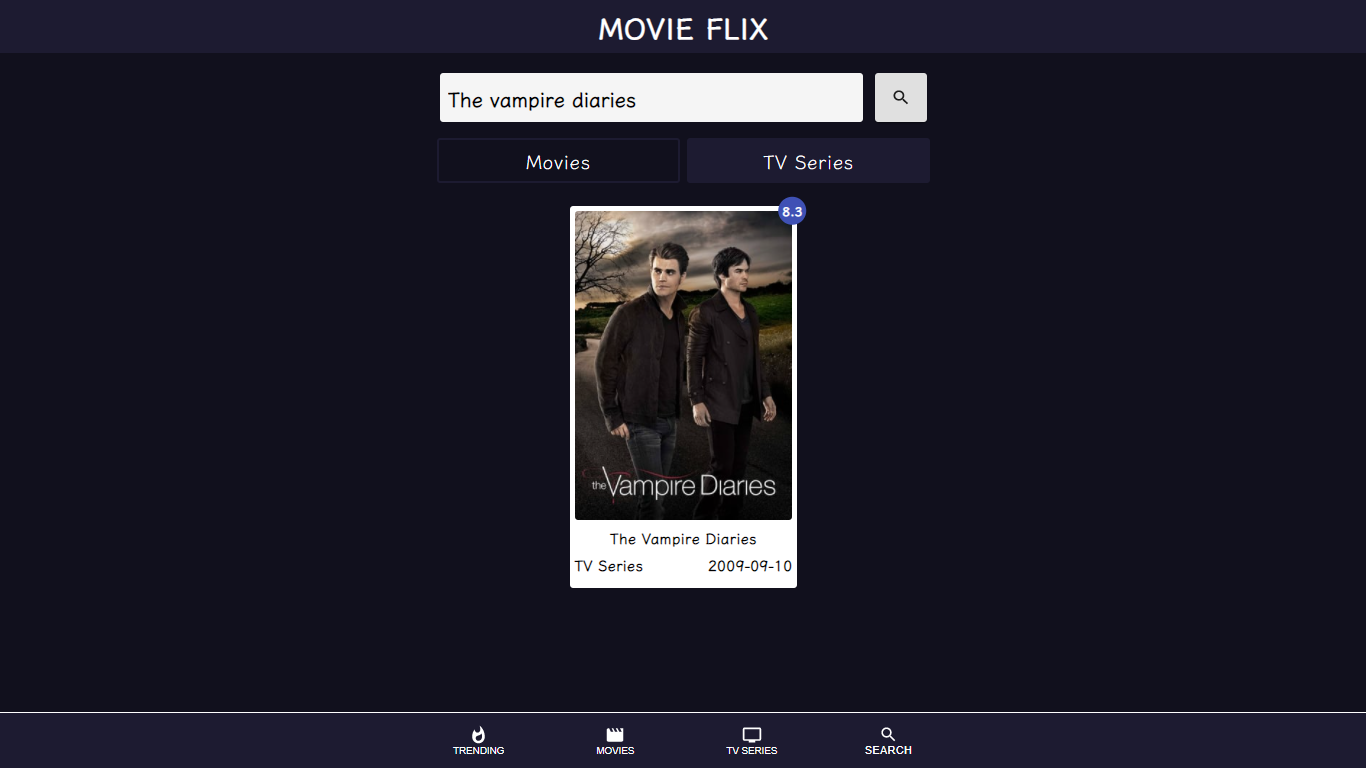 MOVIE FLIX
The vampire diaries
Movies
TV Series
8.3
the Vampire Diaries
The Vampire Diaries
TV Series 2009-09-10
TRENDING MOVIES TV SERIES SEARCH